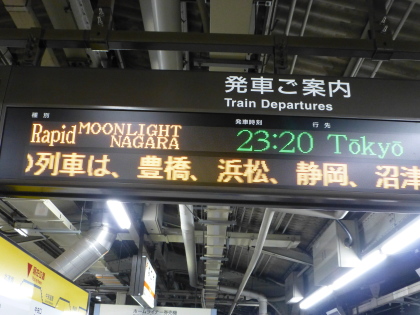 発車ご案内
Train Departures
種別 発車時刻 行先
Rapid MOONLIGHT NAGARA 23:20 Tōkyō
列車は、豊橋、浜松、静岡、沼津